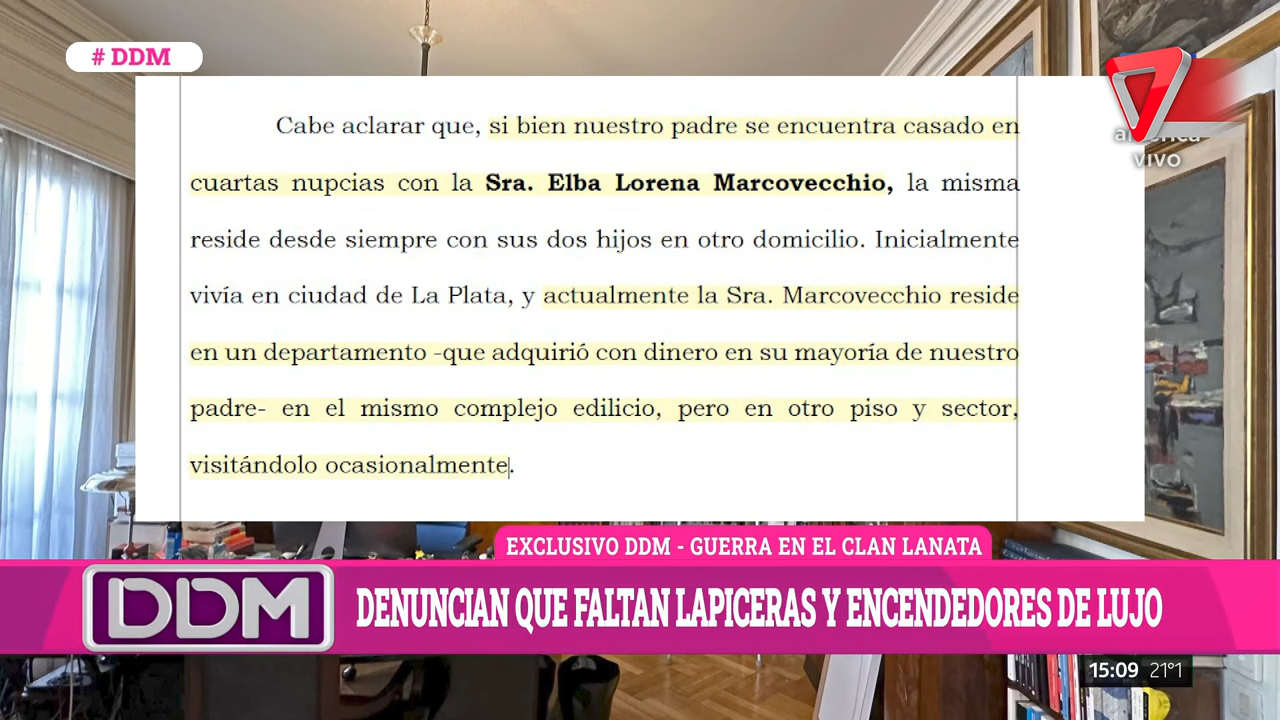 # DDM
Cabe aclarar que, si bien nuestro padre se encuentra casado en
cuartas nupcias con la Sra. Elba Lorena Marcovecchio, la misma
reside desde siempre con sus dos hijos en otro domicilio. Inicialmente
vivía en ciudad de La Plata, y actualmente la Sra. Marcovecchio reside
en un departamento -que adquirió con dinero en su mayoría de nuestro
padre- en el mismo complejo edilicio, pero en otro piso y sector,
visitándolo ocasionalmente.
américa
VIVO
EXCLUSIVO DDM - GUERRA EN EL CLAN LANATA
DDM
DENUNCIAN QUE FALTAN LAPICERAS Y ENCENDEDORES DE LUJO
15:09 21°1